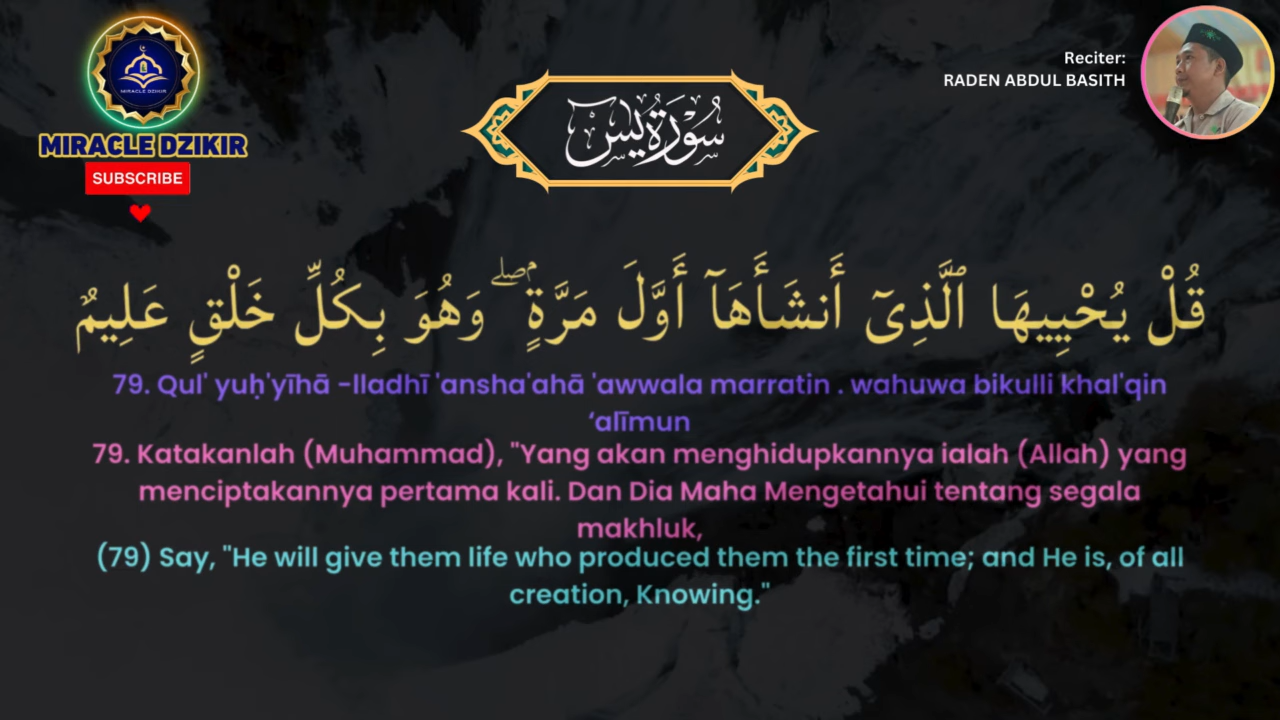 MIRACLE DZIKIR
MIRACLE DZIKIR
SUBSCRIBE
Reciter:
RADEN ABDUL BASITH
سُورَةُ يس
قُلْ يُحْيِيهَا ٱلَّذِىٓ أَنشَأَهَآ أَوَّلَ مَرَّةٍ ۖ وَهُوَ بِكُلِّ خَلْقٍ عَلِيمٌ
79. Qul' yuḥ'yīhā -lladhī 'ansha'ahā 'awwala marratin . wahuwa bikulli khal'qin
‘alīmun
79. Katakanlah (Muhammad), "Yang akan menghidupkannya ialah (Allah) yang
menciptakannya pertama kali. Dan Dia Maha Mengetahui tentang segala
makhluk,
(79) Say, "He will give them life who produced them the first time; and He is, of all
creation, Knowing."